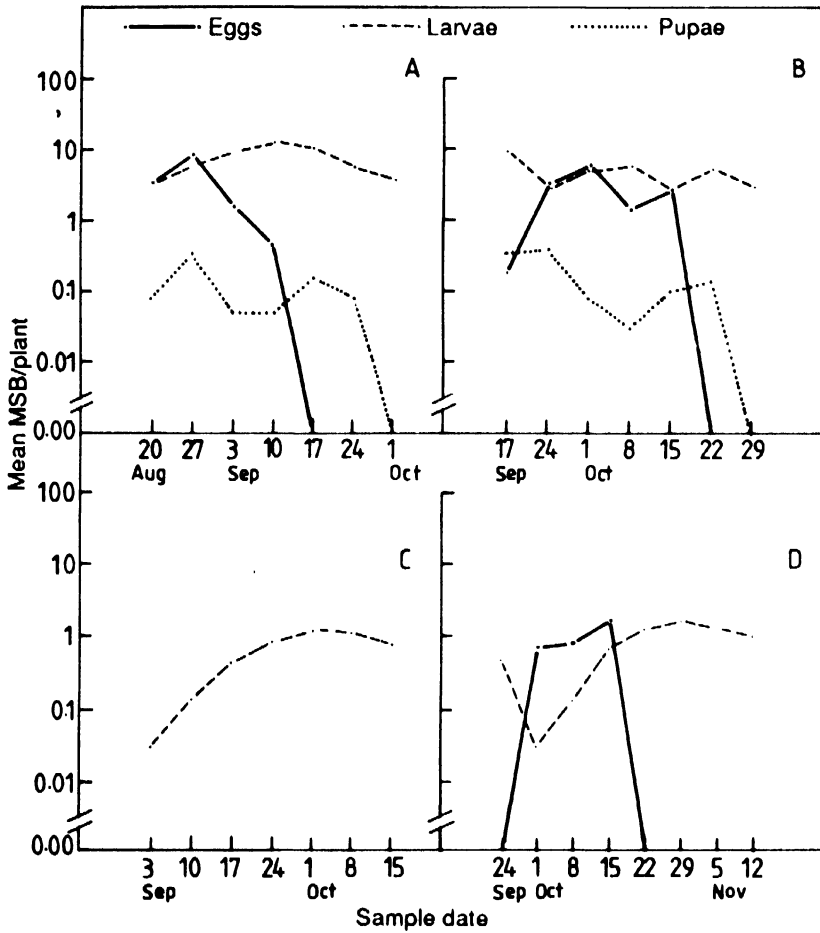 Eggs Larvae Pupae
A B
100
10
1
0.1
0.01
0.00
20 27 3 10 17 24 1
Aug Sep Oct
17 24 1 8 15 22 29
Sep Oct
Mean MSB/plant
C D
100
10
1
0.1
0.01
0.00
3 10 17 24 1 8 15
Sep Oct
24 1 8 15 22 29 5 12
Sep Oct Nov
Sample date